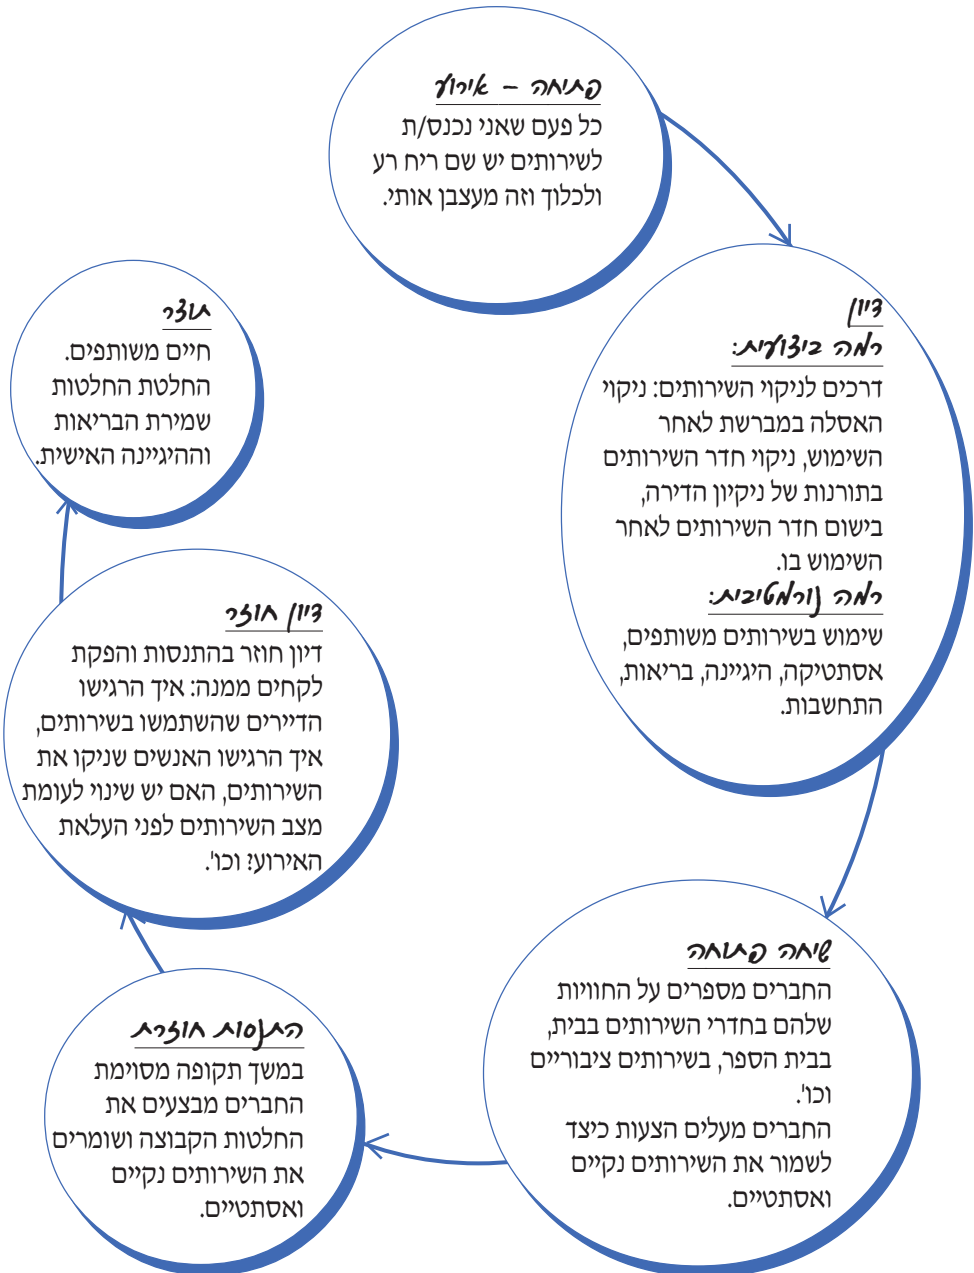 פתיחה – אירוע
כל פעם שאני נכנס/ת
לשירותים יש שם ריח רע
ולכלוך וזה מעצבן אותי.
דיון
רמה ביצועית:
דרכים לניקוי השירותים: ניקוי
האסלה במברשת לאחר
השימוש, ניקוי חדר השירותים
בתורנות של ניקיון הדירה,
בישום חדר השירותים לאחר
השימוש בו.
רמה נורמטיבית:
שימוש בשירותים משותפים,
אסתטיקה, היגיינה, בריאות,
התחשבות.
שיחה פתוחה
החברים מספרים על החוויות
שלהם בחדרי השירותים בבית,
בבית הספר, בשירותים ציבוריים
וכו'.
החברים מעלים הצעות כיצד
לשמור את השירותים נקיים
ואסתטיים.
התנסות חוזרת
במשך תקופה מסוימת
החברים מבצעים את
החלטות הקבוצה ושומרים
את השירותים נקיים
ואסתטיים.
דיון חוזר
דיון חוזר בהתנסות והפקת
לקחים ממנה: איך הרגישו
הדיירים שהשתמשו בשירותים,
איך הרגישו האנשים שניקו את
השירותים, האם יש שינוי לעומת
מצב השירותים לפני העלאת
האירוע? וכו'.
תוצר
חיים משותפים.
החלטת החלטות
שמירת הבריאות
וההיגיינה האישית.